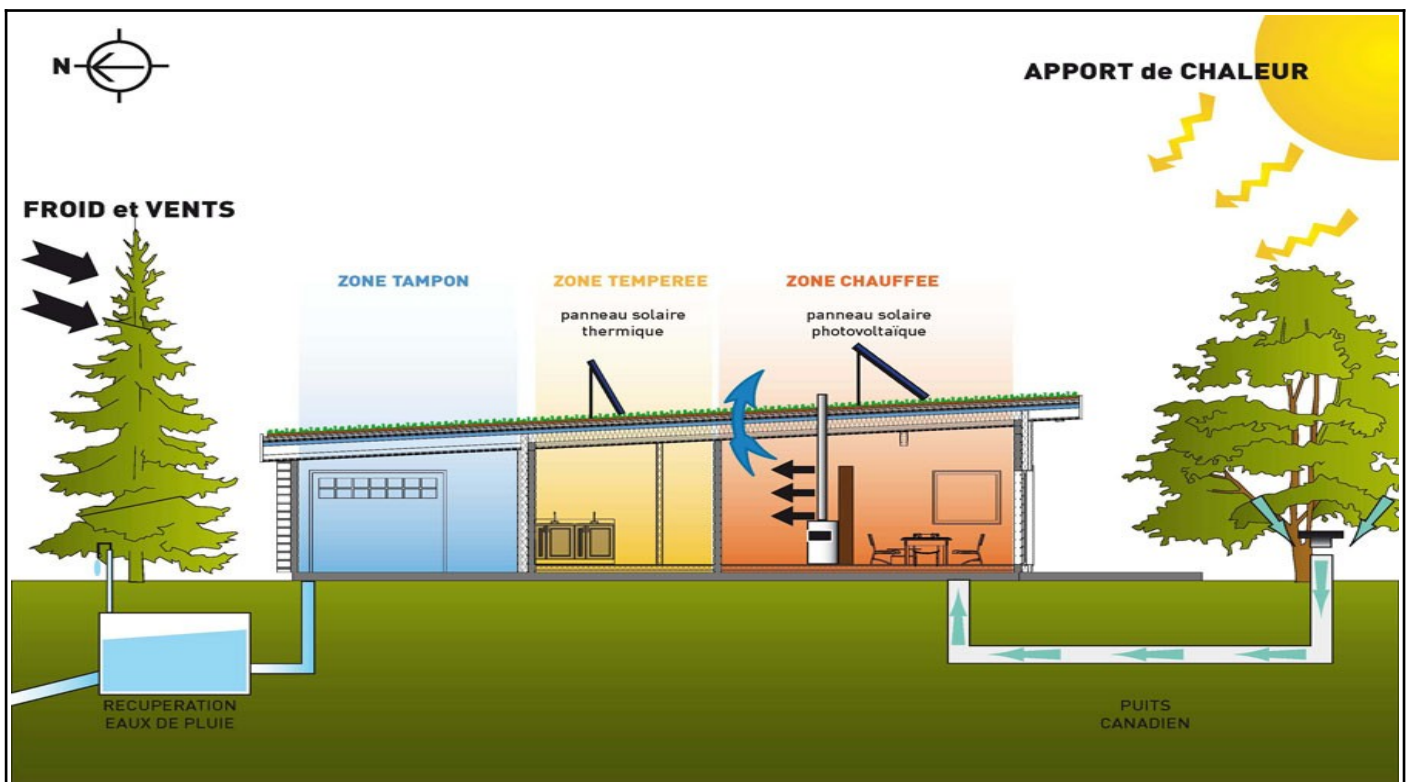 N
APPORT de CHALEUR
FROID et VENTS
ZONE TAMPON
ZONE TEMPEREE
ZONE CHAUFFEE
panneau solaire
thermique
panneau solaire
photovoltaïque
RECUPERATION
EAUX DE PLUIE
PUITS
CANADIEN